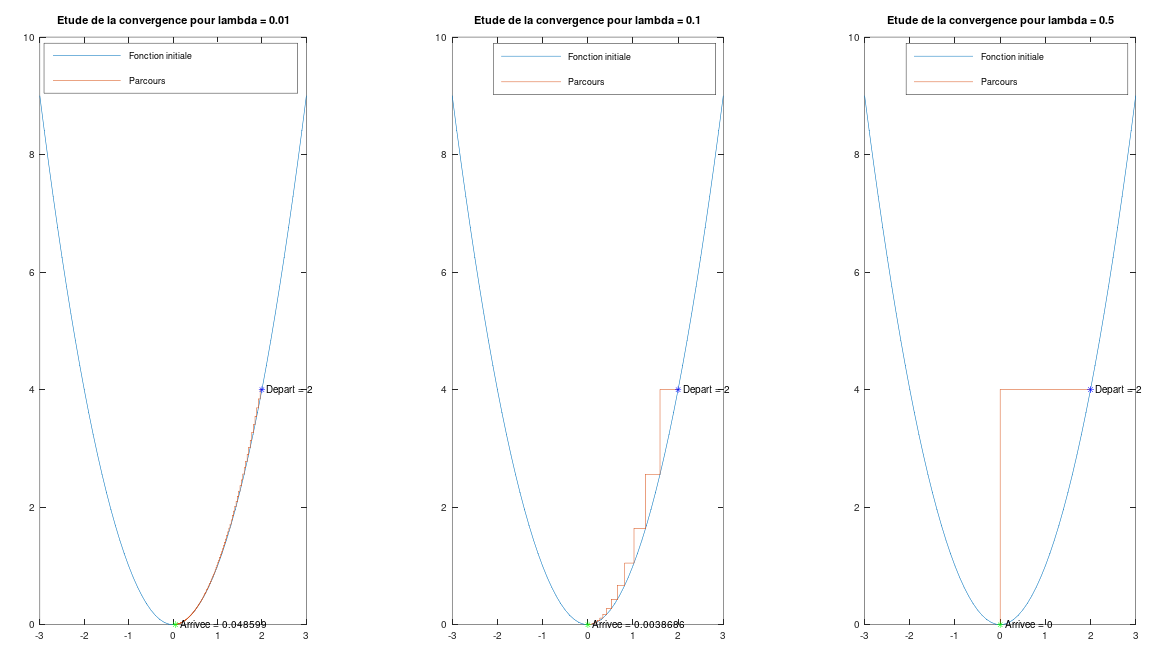 Etude de la convergence pour lambda = 0.01
10
Fonction initiale
Parcours
8
6
4
Depart = 2
2
0
Arrivee = 0.048599
-3
-2
-1
0
1
2
3
Etude de la convergence pour lambda = 0.1
10
Fonction initiale
Parcours
8
6
4
Depart = 2
2
0
Arrivee = 0.0038686
-3
-2
-1
0
1
2
3
Etude de la convergence pour lambda = 0.5
10
Fonction initiale
Parcours
8
6
4
Depart = 2
2
0
Arrivee = 0
-3
-2
-1
0
1
2
3